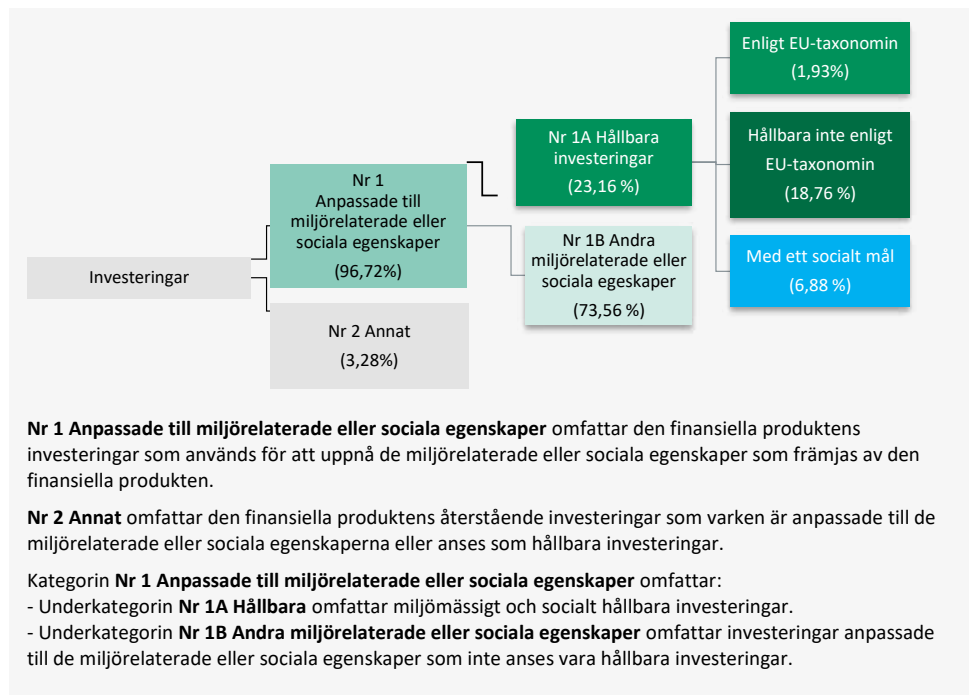 Investeringar
Nr 1
Anpassade till
miljörelaterade eller
sociala egenskaper
(96,72%)
Nr 2 Annat
(3,28%)
Nr 1A Hållbara
investeringar
(23,16 %)
Nr 1B Andra
miljörelaterade eller
sociala egeskaper
(73,56 %)
Enligt EU-taxonomin
(1,93%)
Hållbara inte enligt
EU-taxonomin
(18,76 %)
Med ett socialt mål
(6,88 %)
Nr 1 Anpassade till miljörelaterade eller sociala egenskaper omfattar den finansiella produktens
investeringar som används för att uppnå de miljörelaterade eller sociala egenskaper som främjas av den
finansiella produkten.
Nr 2 Annat omfattar den finansiella produktens återstående investeringar som varken är anpassade till de
miljörelaterade eller sociala egenskaperna eller anses som hållbara investeringar.
Kategorin Nr 1 Anpassade till miljörelaterade eller sociala egenskaper omfattar:
- Underkategorin Nr 1A Hållbara omfattar miljömässigt och socialt hållbara investeringar.
- Underkategorin Nr 1B Andra miljörelaterade eller sociala egenskaper omfattar investeringar anpassade
till de miljörelaterade eller sociala egenskaper som inte anses vara hållbara investeringar.